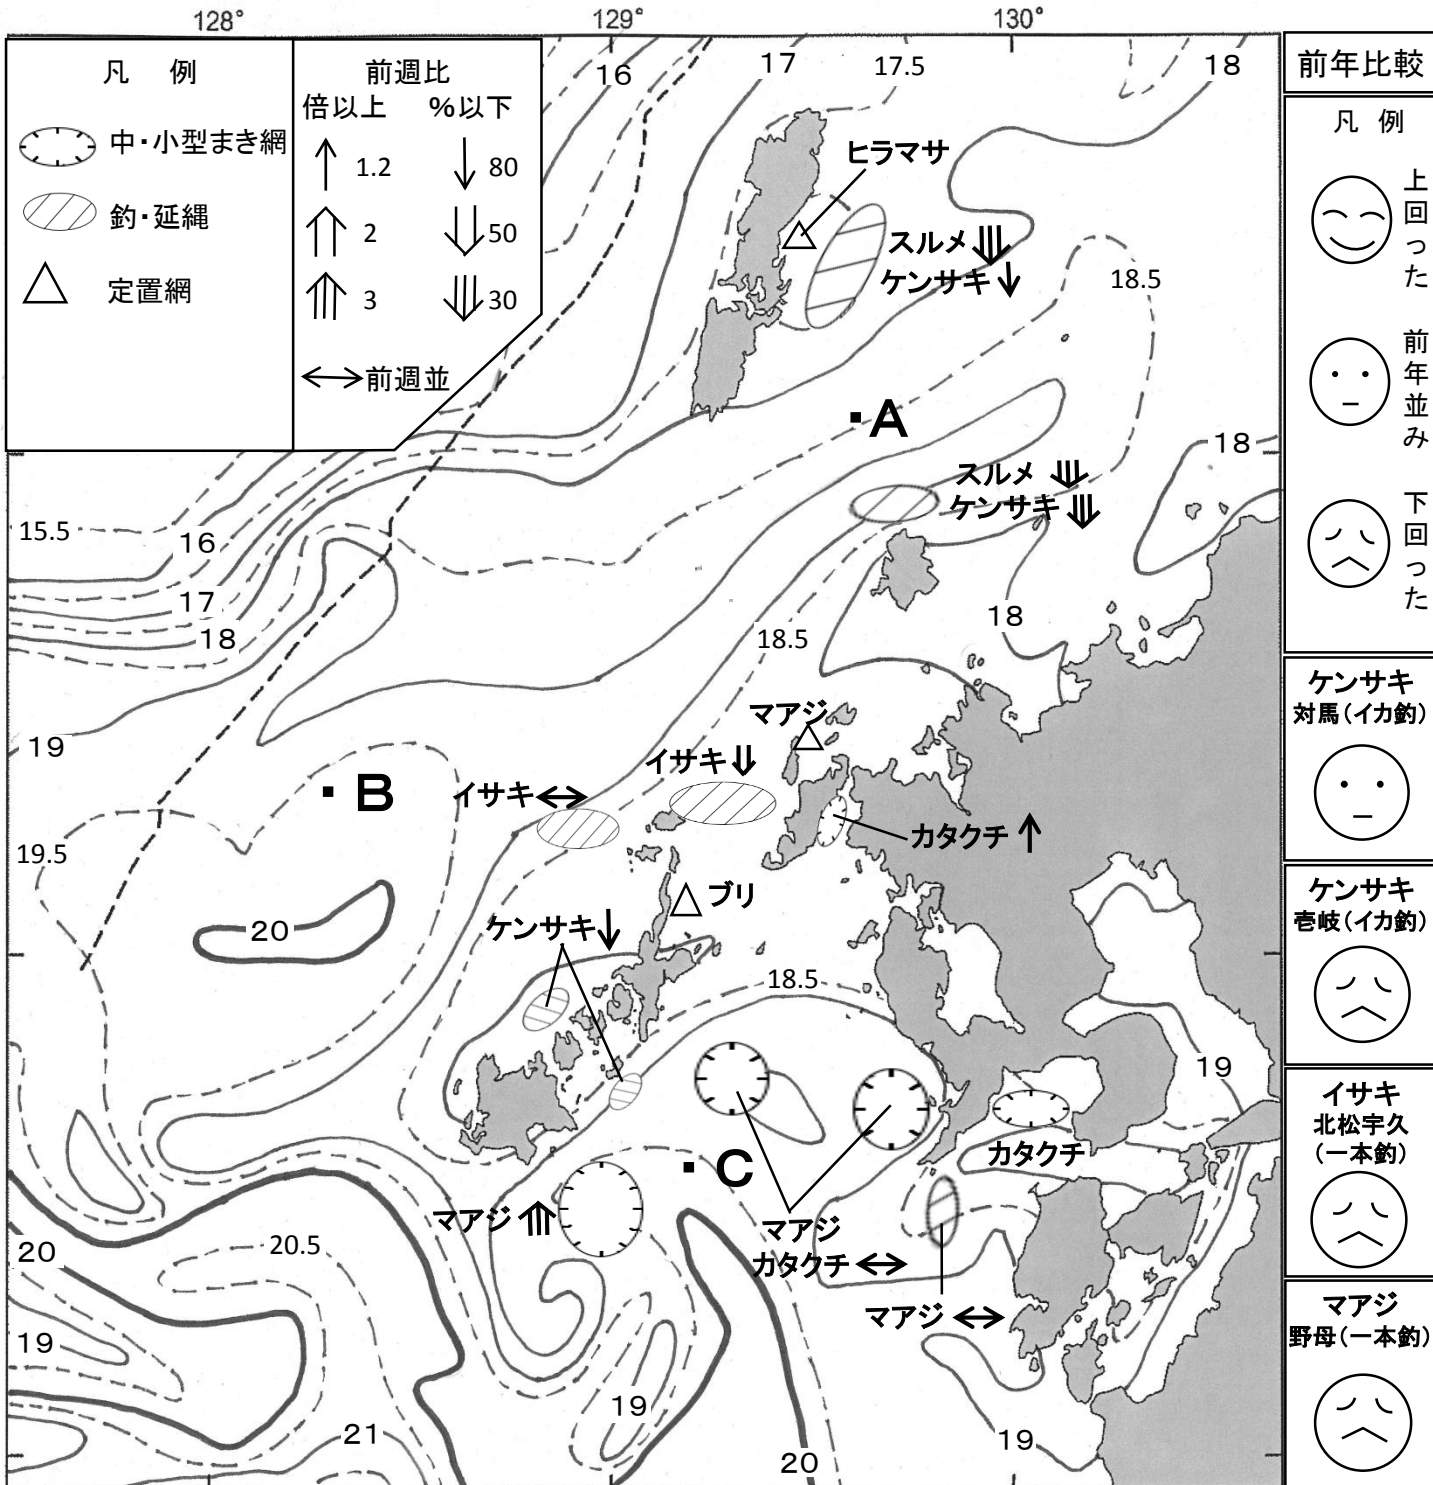 128°
129°
130°
凡 例
中・小型まき網
釣・延縄
定置網
前週比
倍以上 %以下
1.2 80
2 50
3 30
前週並
16
17
17.5
18
ヒラマサ
スルメ
ケンサキ
18.5
A
18
スルメ
ケンサキ
15.5
16
17
18
18
18.5
マアジ
19
イサキ
B
イサキ
カタクチ
19.5
ブリ
20
ケンサキ
18.5
19
カタクチ
C
マアジ
マアジ
カタクチ
20
20.5
マアジ
19
19
21
19
20
前年比較
凡 例
上回った
前年並み
下回った
ケンサキ
対馬(イカ釣)
ケンサキ
壱岐(イカ釣)
イサキ
北松宇久
(一本釣)
マアジ
野母(一本釣)